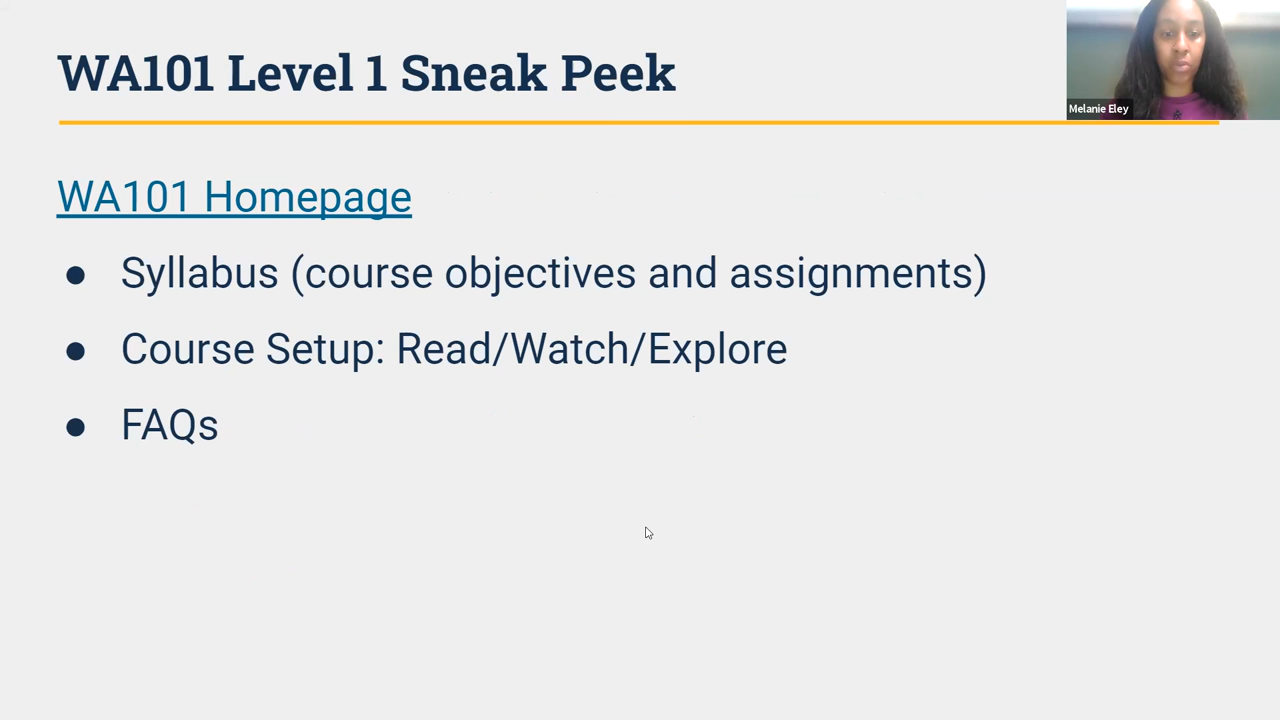 WA101 Level 1 Sneak Peek
Melanie Eley
WA101 Homepage
● Syllabus (course objectives and assignments)
● Course Setup: Read/Watch/Explore
● FAQs